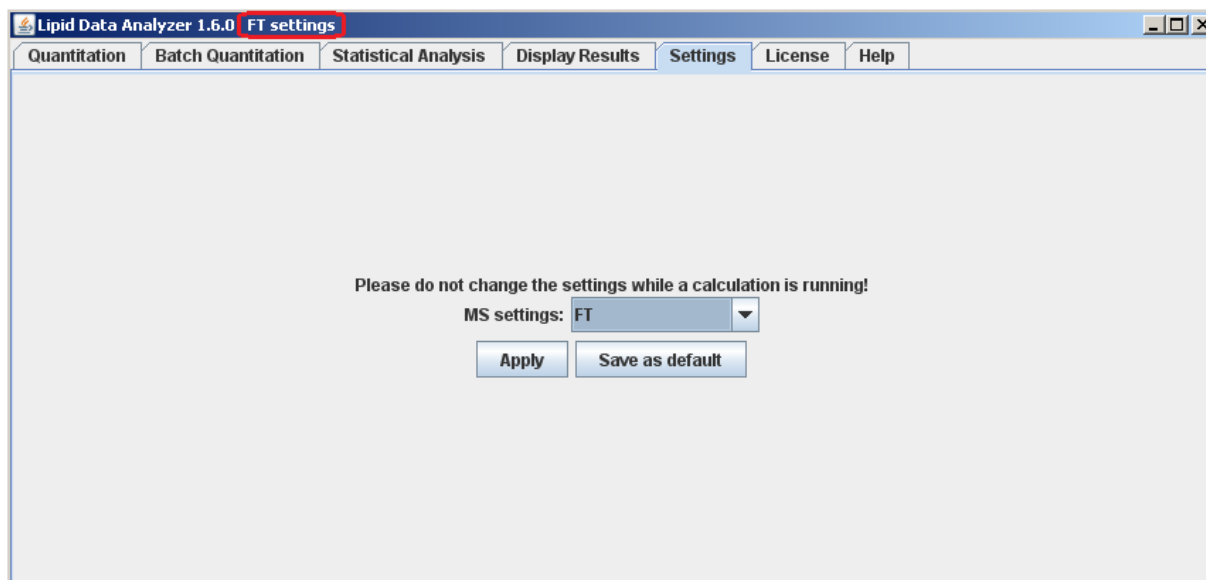 Lipid Data Analyzer 1.6.0 FT settings
Quantitation Batch Quantitation Statistical Analysis Display Results Settings License Help
Please do not change the settings while a calculation is running!
MS settings: FT
Apply Save as default